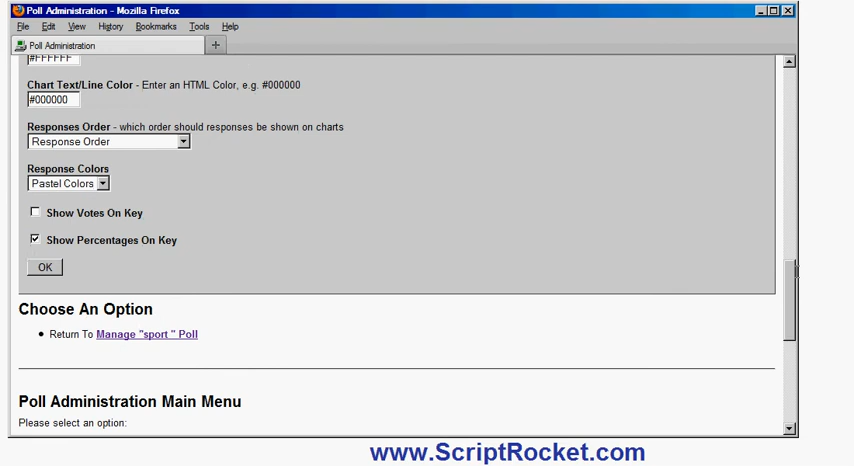 Poll Administration - Mozilla Firefox
File Edit View History Bookmarks Tools Help
Poll Administration
#FFFFFF
Chart Text/Line Color - Enter an HTML Color, e.g. #000000
#000000
Responses Order - which order should responses be shown on charts
Response Order
Response Colors
Pastel Colors
Show Votes On Key
Show Percentages On Key
OK
Choose An Option
Return To Manage "sport " Poll
Poll Administration Main Menu
Please select an option:
www.ScriptRocket.com